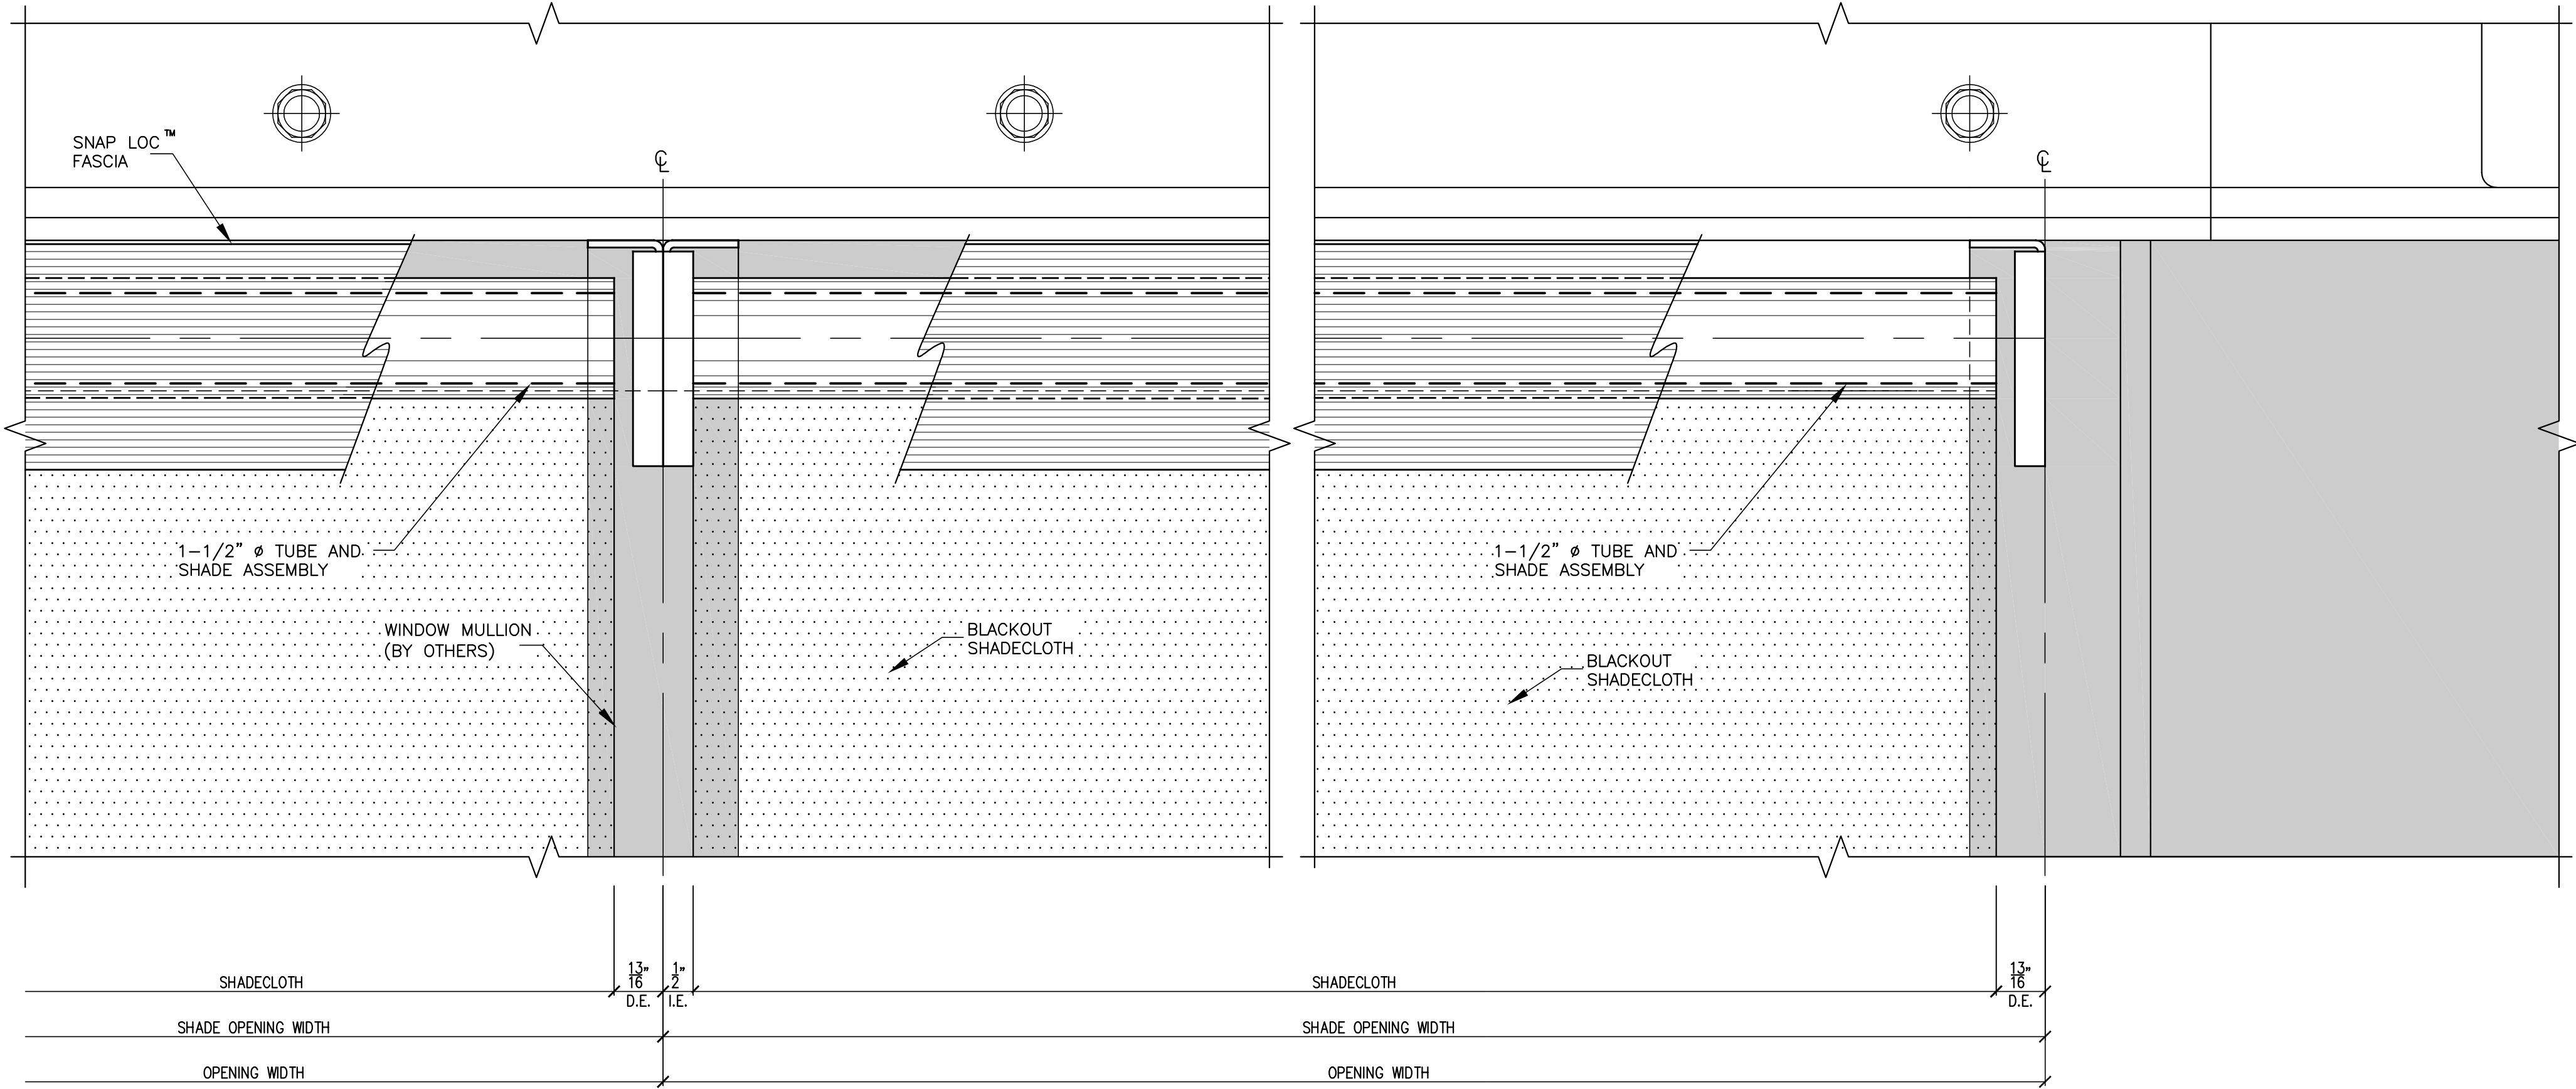 SNAP LOC™
FASCIA
℄
℄
1-1/2" ø TUBE AND
SHADE ASSEMBLY
1-1/2" ø TUBE AND
SHADE ASSEMBLY
WINDOW MULLION
(BY OTHERS)
BLACKOUT
SHADECLOTH
BLACKOUT
SHADECLOTH
SHADECLOTH
13/16"
D.E.
1/2"
I.E.
SHADECLOTH
13/16"
D.E.
SHADE OPENING WIDTH
SHADE OPENING WIDTH
OPENING WIDTH
OPENING WIDTH